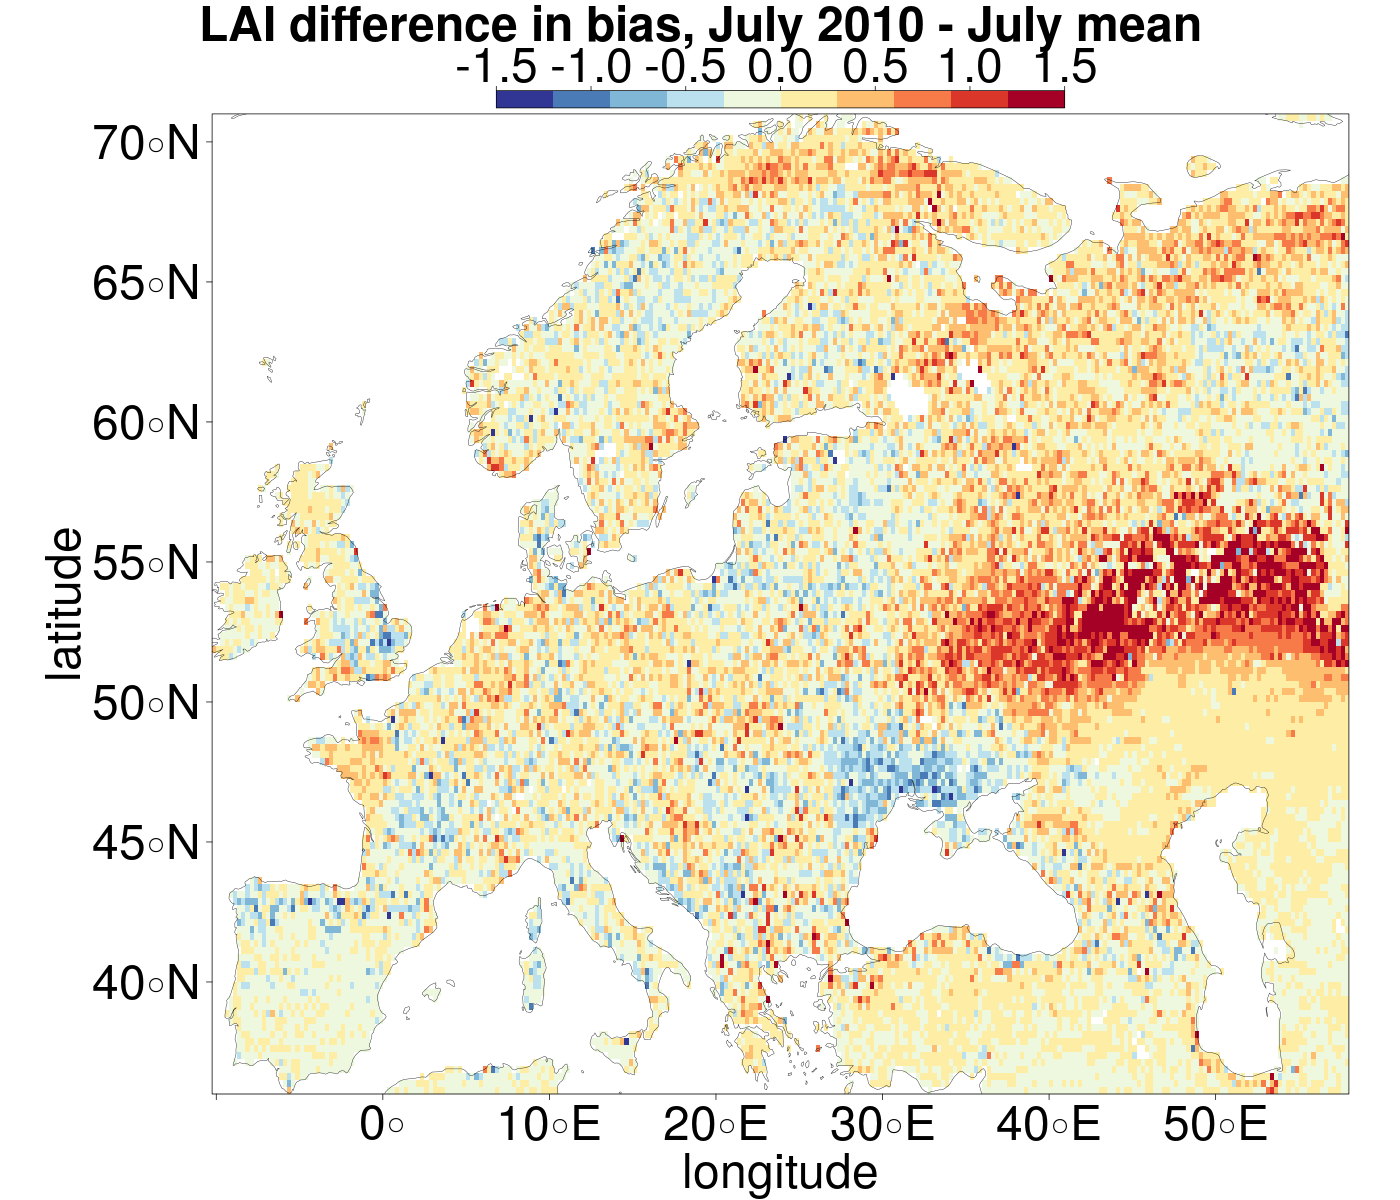 LAI difference in bias, July 2010 - July mean
-1.5 -1.0 -0.5 0.0 0.5 1.0 1.5
70◦N
65◦N
60◦N
55◦N
50◦N
45◦N
40◦N
latitude
0◦ 10◦E 20◦E 30◦E 40◦E 50◦E
longitude